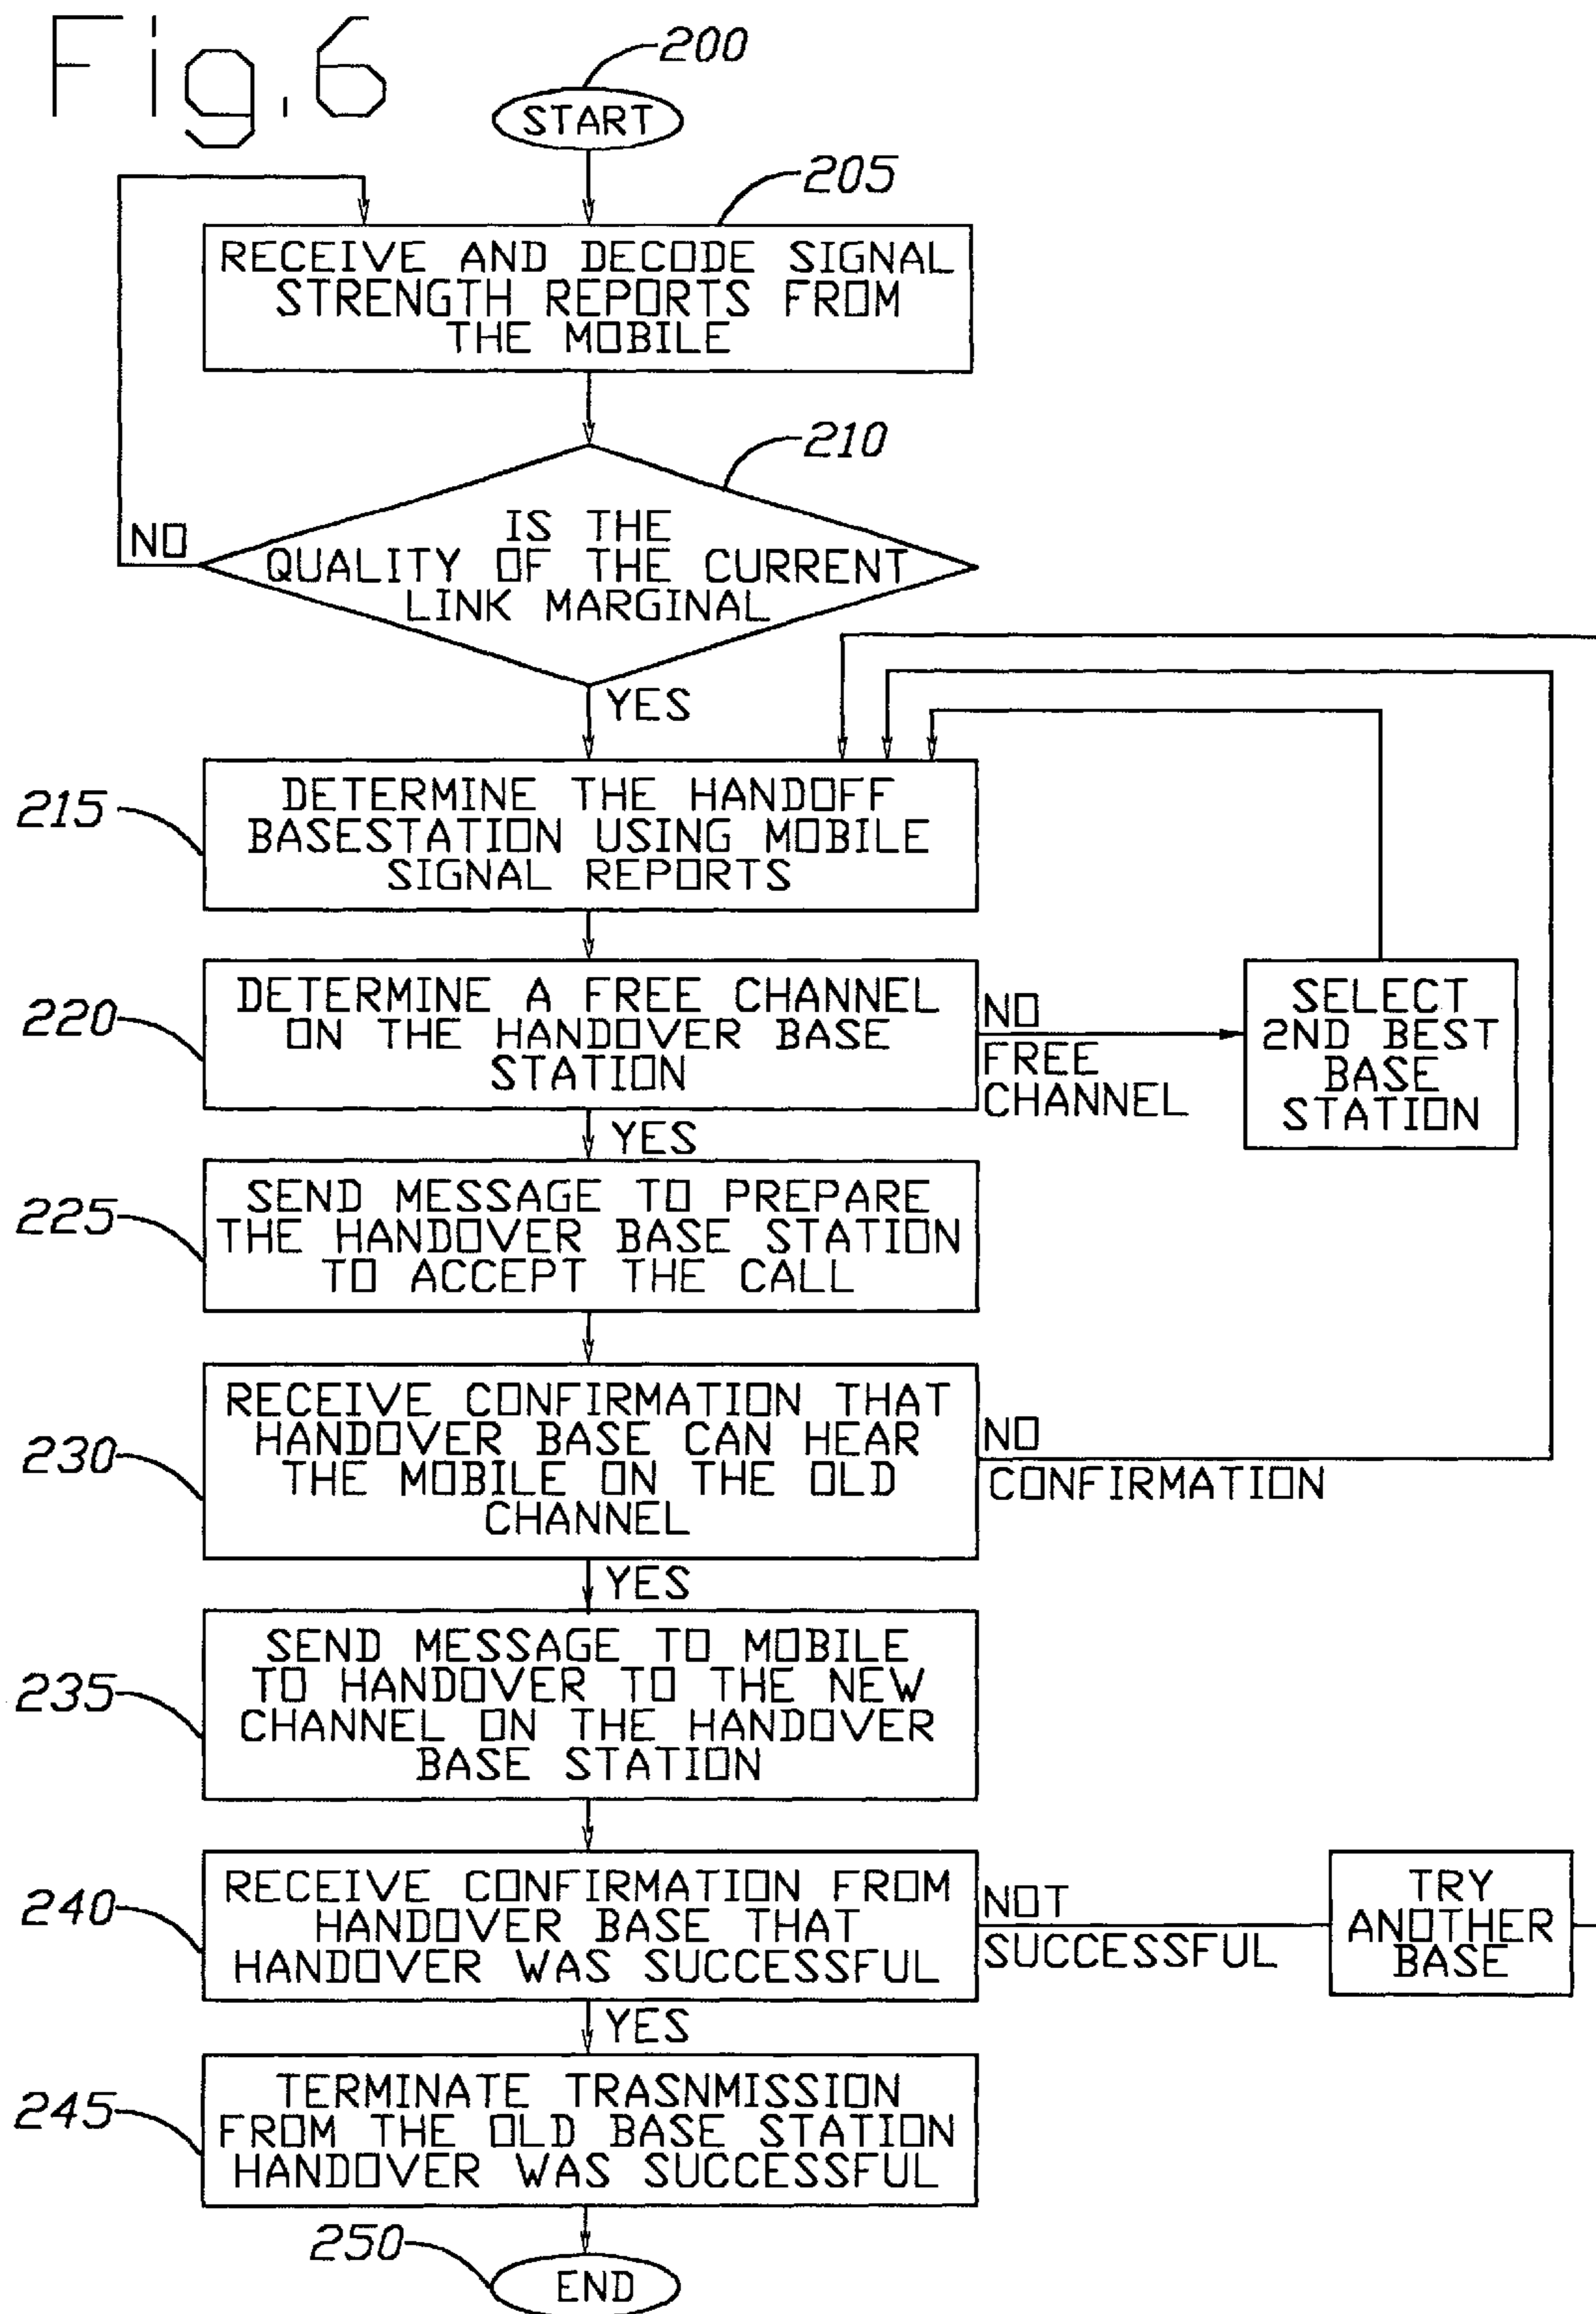 Fig.6
200
START
205
RECEIVE AND DECODE SIGNAL
STRENGTH REPORTS FROM
THE MOBILE
210
IS THE
QUALITY OF THE CURRENT
LINK MARGINAL
NO
YES
215
DETERMINE THE HANDOFF
BASESTATION USING MOBILE
SIGNAL REPORTS
220
DETERMINE A FREE CHANNEL
ON THE HANDOVER BASE
STATION
NO
FREE
CHANNEL
SELECT
2ND BEST
BASE
STATION
YES
225
SEND MESSAGE TO PREPARE
THE HANDOVER BASE STATION
TO ACCEPT THE CALL
230
RECEIVE CONFIRMATION THAT
HANDOVER BASE CAN HEAR
THE MOBILE ON THE OLD
CHANNEL
NO
CONFIRMATION
YES
235
SEND MESSAGE TO MOBILE
TO HANDOVER TO THE NEW
CHANNEL ON THE HANDOVER
BASE STATION
240
RECEIVE CONFIRMATION FROM
HANDOVER BASE THAT
HANDOVER WAS SUCCESSFUL
NOT
SUCCESSFUL
TRY
ANOTHER
BASE
YES
245
TERMINATE TRASNMISSION
FROM THE OLD BASE STATION
HANDOVER WAS SUCCESSFUL
250
END